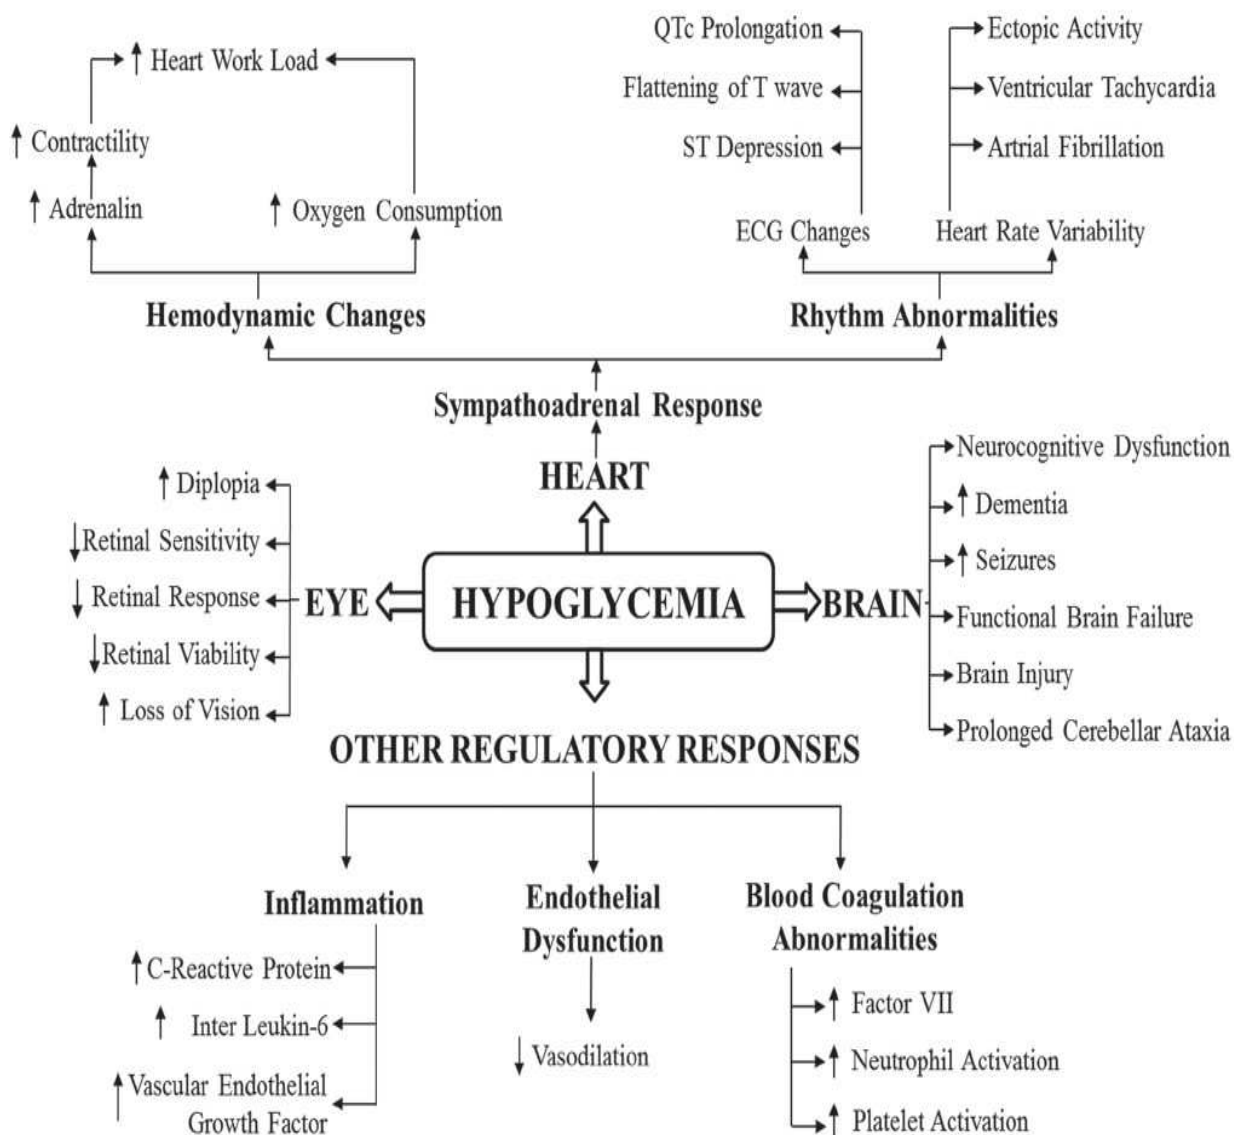 ↑ Heart Work Load
↑ Contractility
↑ Adrenalin
↑ Oxygen Consumption
Hemodynamic Changes
QTc Prolongation
Flattening of T wave
ST Depression
ECG Changes
Ectopic Activity
Ventricular Tachycardia
Artrial Fibrillation
Heart Rate Variability
Rhythm Abnormalities
Sympathoadrenal Response
HEART
↑ Diplopia
↓ Retinal Sensitivity
↓ Retinal Response
↓ Retinal Viability
↑ Loss of Vision
EYE
HYPOGLYCEMIA
BRAIN
Neurocognitive Dysfunction
↑ Dementia
↑ Seizures
Functional Brain Failure
Brain Injury
Prolonged Cerebellar Ataxia
OTHER REGULATORY RESPONSES
Inflammation
↑ C-Reactive Protein
↑ Inter Leukin-6
↑ Vascular Endothelial
Growth Factor
Endothelial
Dysfunction
↓ Vasodilation
Blood Coagulation
Abnormalities
↑ Factor VII
↑ Neutrophil Activation
↑ Platelet Activation